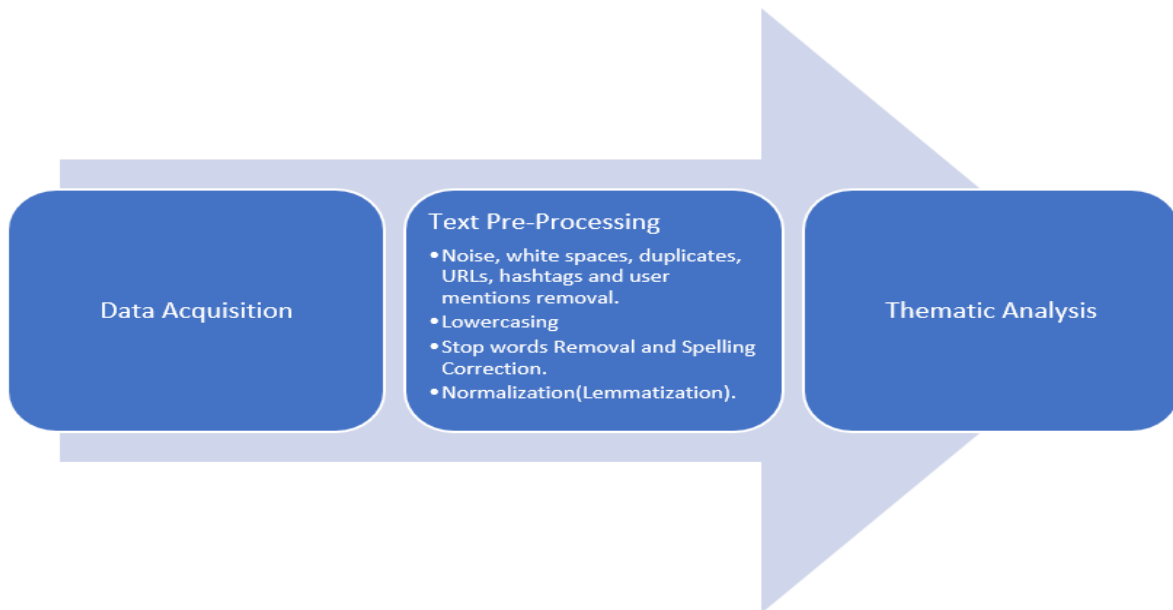 Data Acquisition
Text Pre-Processing
•Noise, white spaces, duplicates,
URLs, hashtags and user
mentions removal.
•Lowercasing
•Stop words Removal and Spelling
Correction.
•Normalization(Lemmatization).
Thematic Analysis